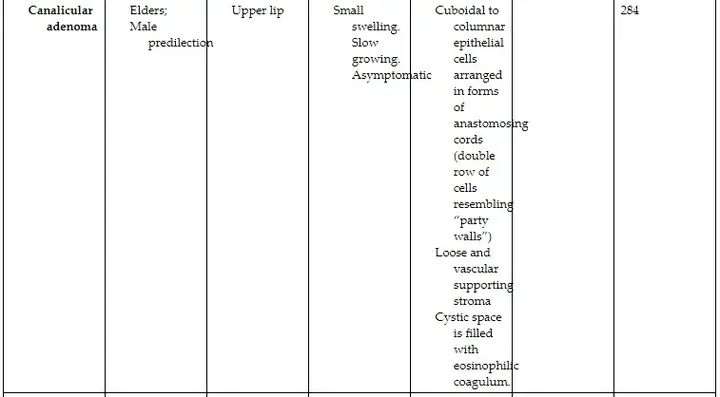 Canalicular
adenoma
Elders;
Male
predilection
Upper lip
Small
swelling.
Slow
growing.
Asymptomatic
Cuboidal to
columnar
epithelial
cells
arranged
in forms
of
anastomosing
cords
(double
row of
cells
resembling
“party
walls”)
Loose and
vascular
supporting
stroma
Cystic space
is filled
with
eosinophilic
coagulum.
284